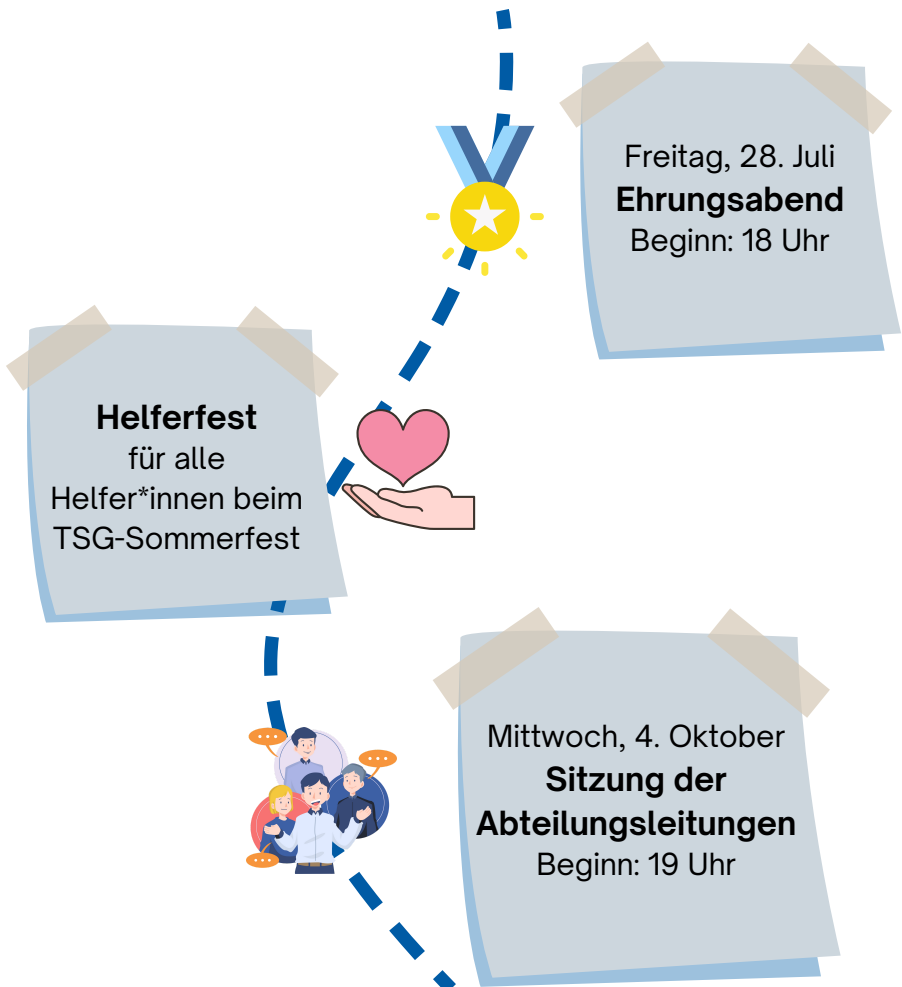 Freitag, 28. Juli
Ehrungsabend
Beginn: 18 Uhr
Helferfest
für alle
Helfer*innen beim
TSG-Sommerfest
Mittwoch, 4. Oktober
Sitzung der
Abteilungsleitungen
Beginn: 19 Uhr